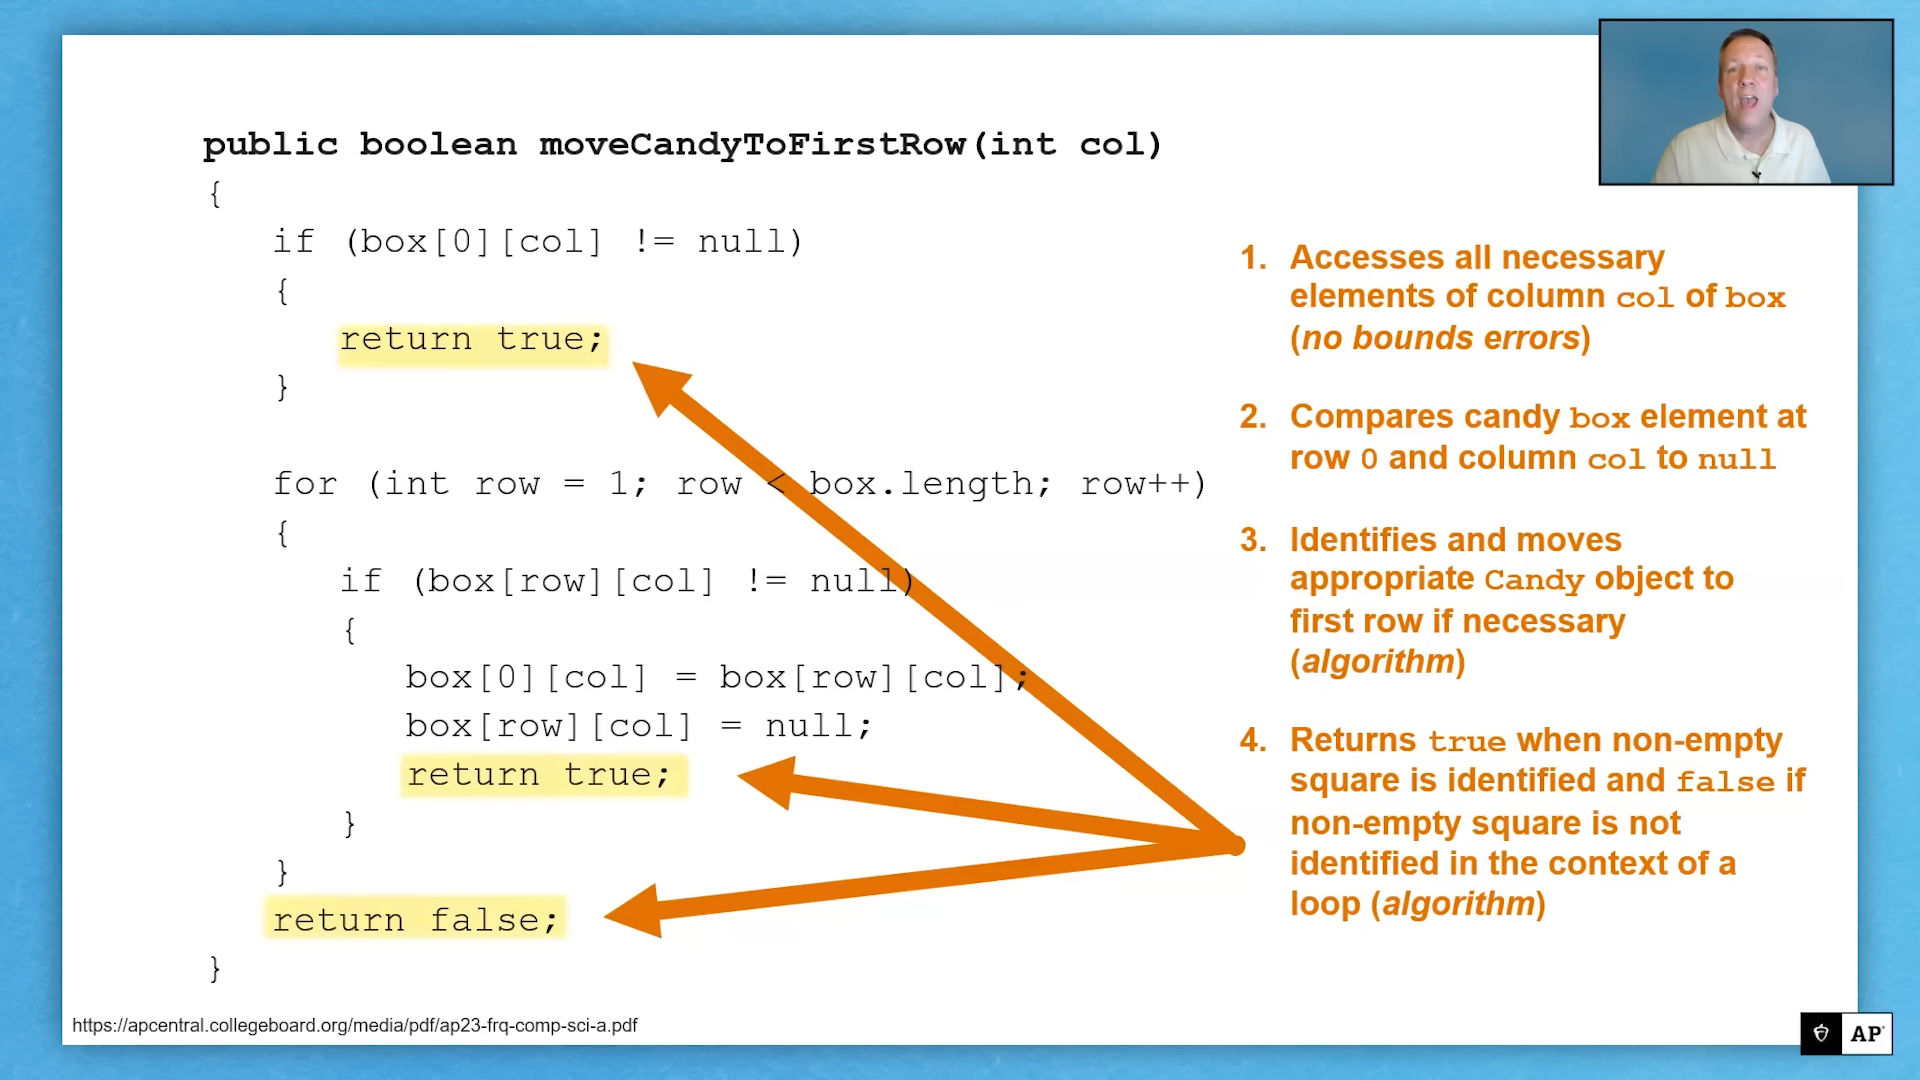 public boolean moveCandyToFirstRow(int col)
{
if (box[0][col] != null)
{
return true;
}
for (int row = 1; row < box.length; row++)
{
if (box[row][col] != null)
{
box[0][col] = box[row][col];
box[row][col] = null;
return true;
}
}
return false;
}
1. Accesses all necessary
elements of column col of box
(no bounds errors)
2. Compares candy box element at
row 0 and column col to null
3. Identifies and moves
appropriate Candy object to
first row if necessary
(algorithm)
4. Returns true when non-empty
square is identified and false if
non-empty square is not
identified in the context of a
loop (algorithm)
https://apcentral.collegeboard.org/media/pdf/ap23-frq-comp-sci-a.pdf
AP